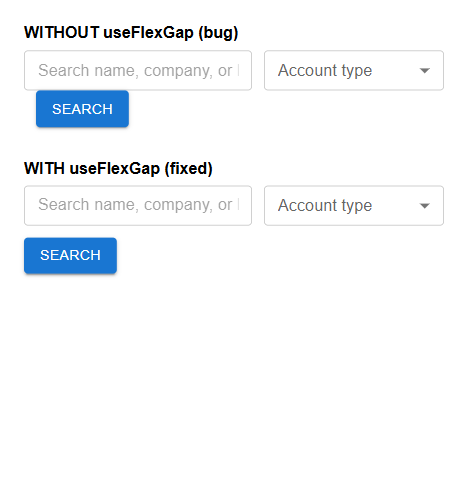 WITHOUT useFlexGap (bug)
Search name, company, or
Account type
SEARCH
WITH useFlexGap (fixed)
Search name, company, or
Account type
SEARCH